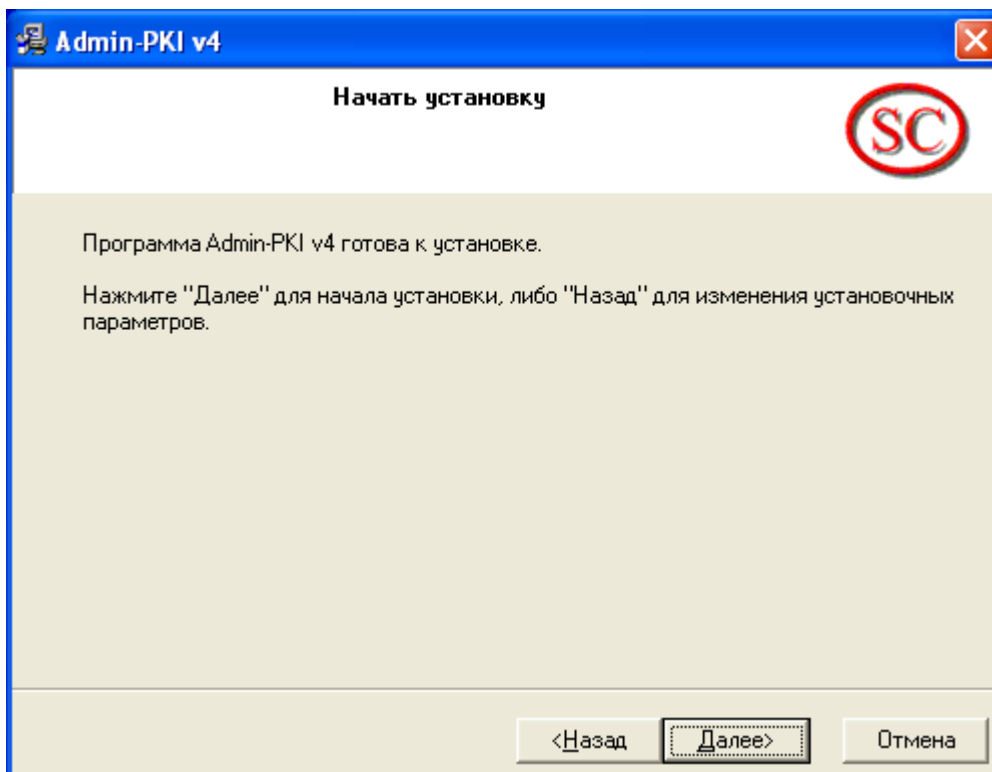 Admin-PKI v4
Начать установку
SC
Программа Admin-PKI v4 готова к установке.
Нажмите "Далее" для начала установки, либо "Назад" для изменения установочных
параметров.
<Назад
Далее>
Отмена